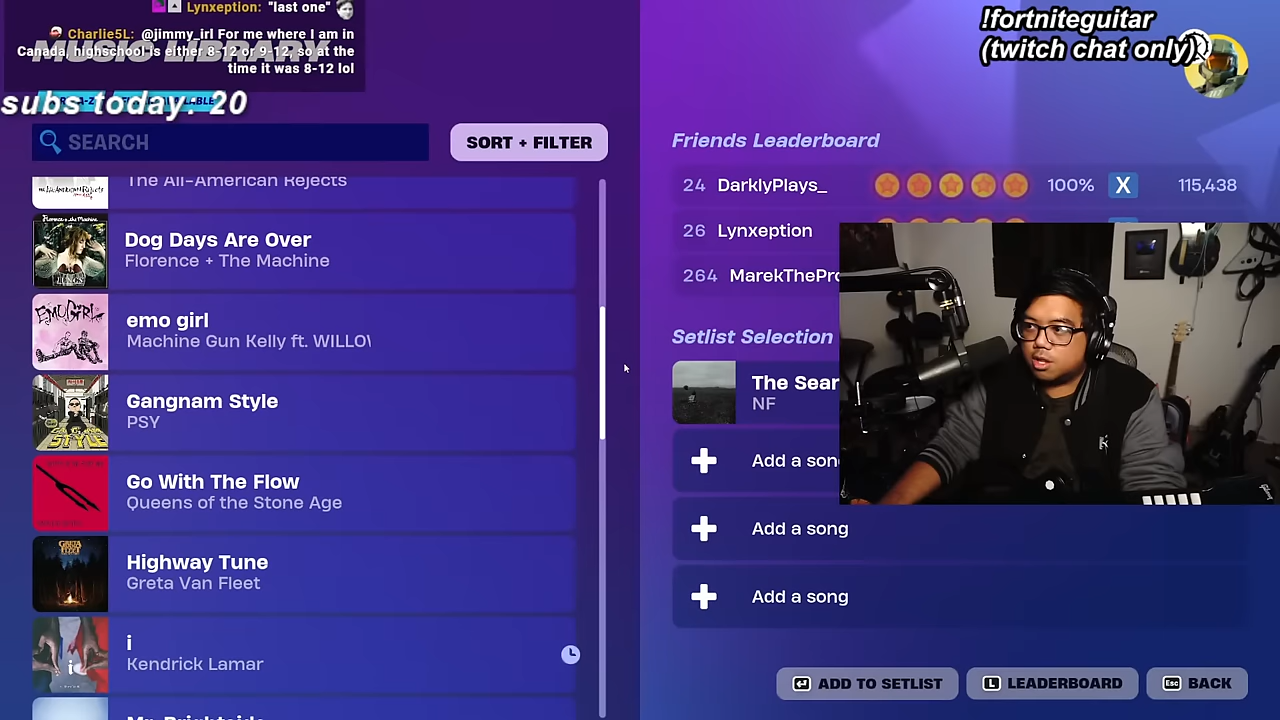 Lynxeption: "last one"
Charlie5L: @jimmy_irl For me where I am in
Canada, highschool is either 8-12 or 9-12, so at the
time it was 8-12 lol
MUSIC LIBRARY
subs today: 20
!fortniteguitar
(twitch chat only)
SEARCH
SORT + FILTER
The All-American Rejects
Dog Days Are Over
Florence + The Machine
emo girl
Machine Gun Kelly ft. WILLO
Gangnam Style
PSY
Go With The Flow
Queens of the Stone Age
Highway Tune
Greta Van Fleet
i
Kendrick Lamar
Mr. Brightside
Friends Leaderboard
24 DarklyPlays_ 100% X 115,438
26 Lynxeption
264 MarekThePro
Setlist Selection
The Sear
NF
Add a son
Add a song
Add a song
ADD TO SETLIST
L LEADERBOARD
Esc BACK